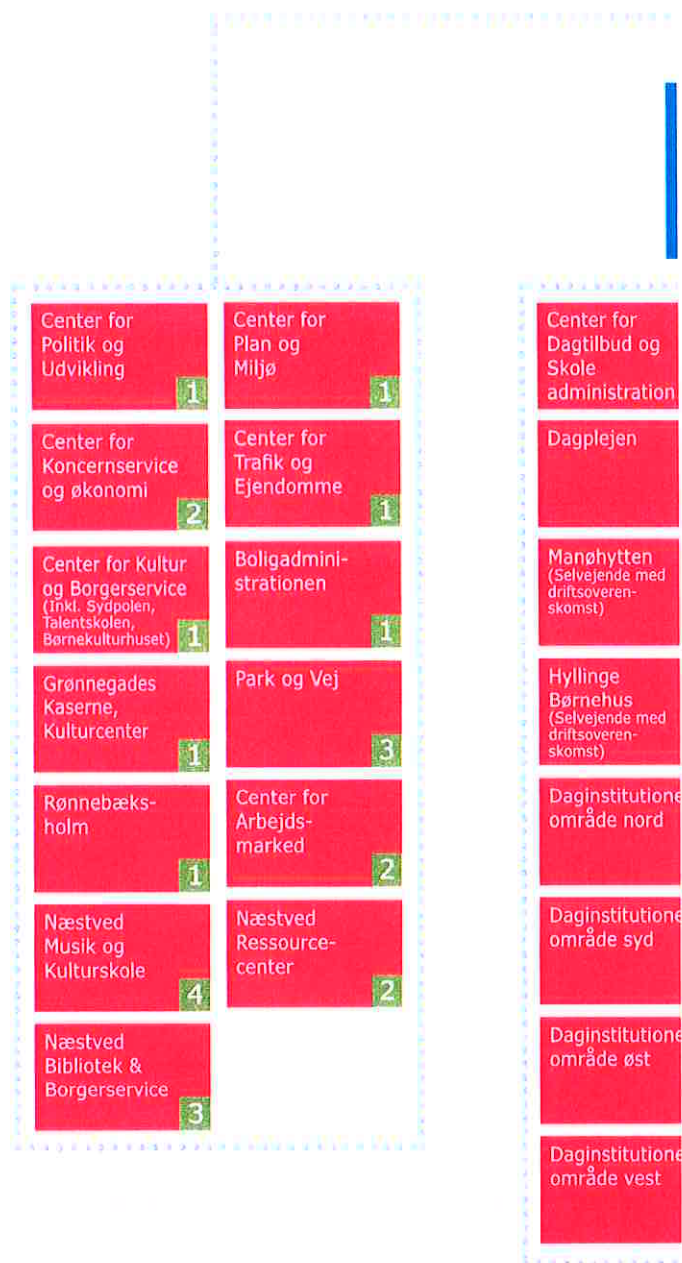 Center for
Politik og
Udvikling
1
Center for
Koncernservice
og økonomi
2
Center for Kultur
og Borgerservice
(Inkl. Sydpolen,
Talentskolen,
Børnekulturhuset)
1
Grønnegades
Kaserne,
Kulturcenter
1
Rønnebæks-
holm
1
Næstved
Musik og
Kulturskole
4
Næstved
Bibliotek &
Borgerservice
3
Center for
Plan og
Miljø
1
Center for
Trafik og
Ejendomme
1
Boligadmini-
strationen
1
Park og Vej
3
Center for
Arbejds-
marked
2
Næstved
Ressource-
center
2
Center for
Dagtilbud og
Skole
administration
Dagplejen
Manøhytten
(Selvejende med
driftsoveren-
skomst)
Hyllinge
Børnehus
(Selvejende med
driftsoveren-
skomst)
Daginstitutione
område nord
Daginstitutione
område syd
Daginstitutione
område øst
Daginstitutione
område vest